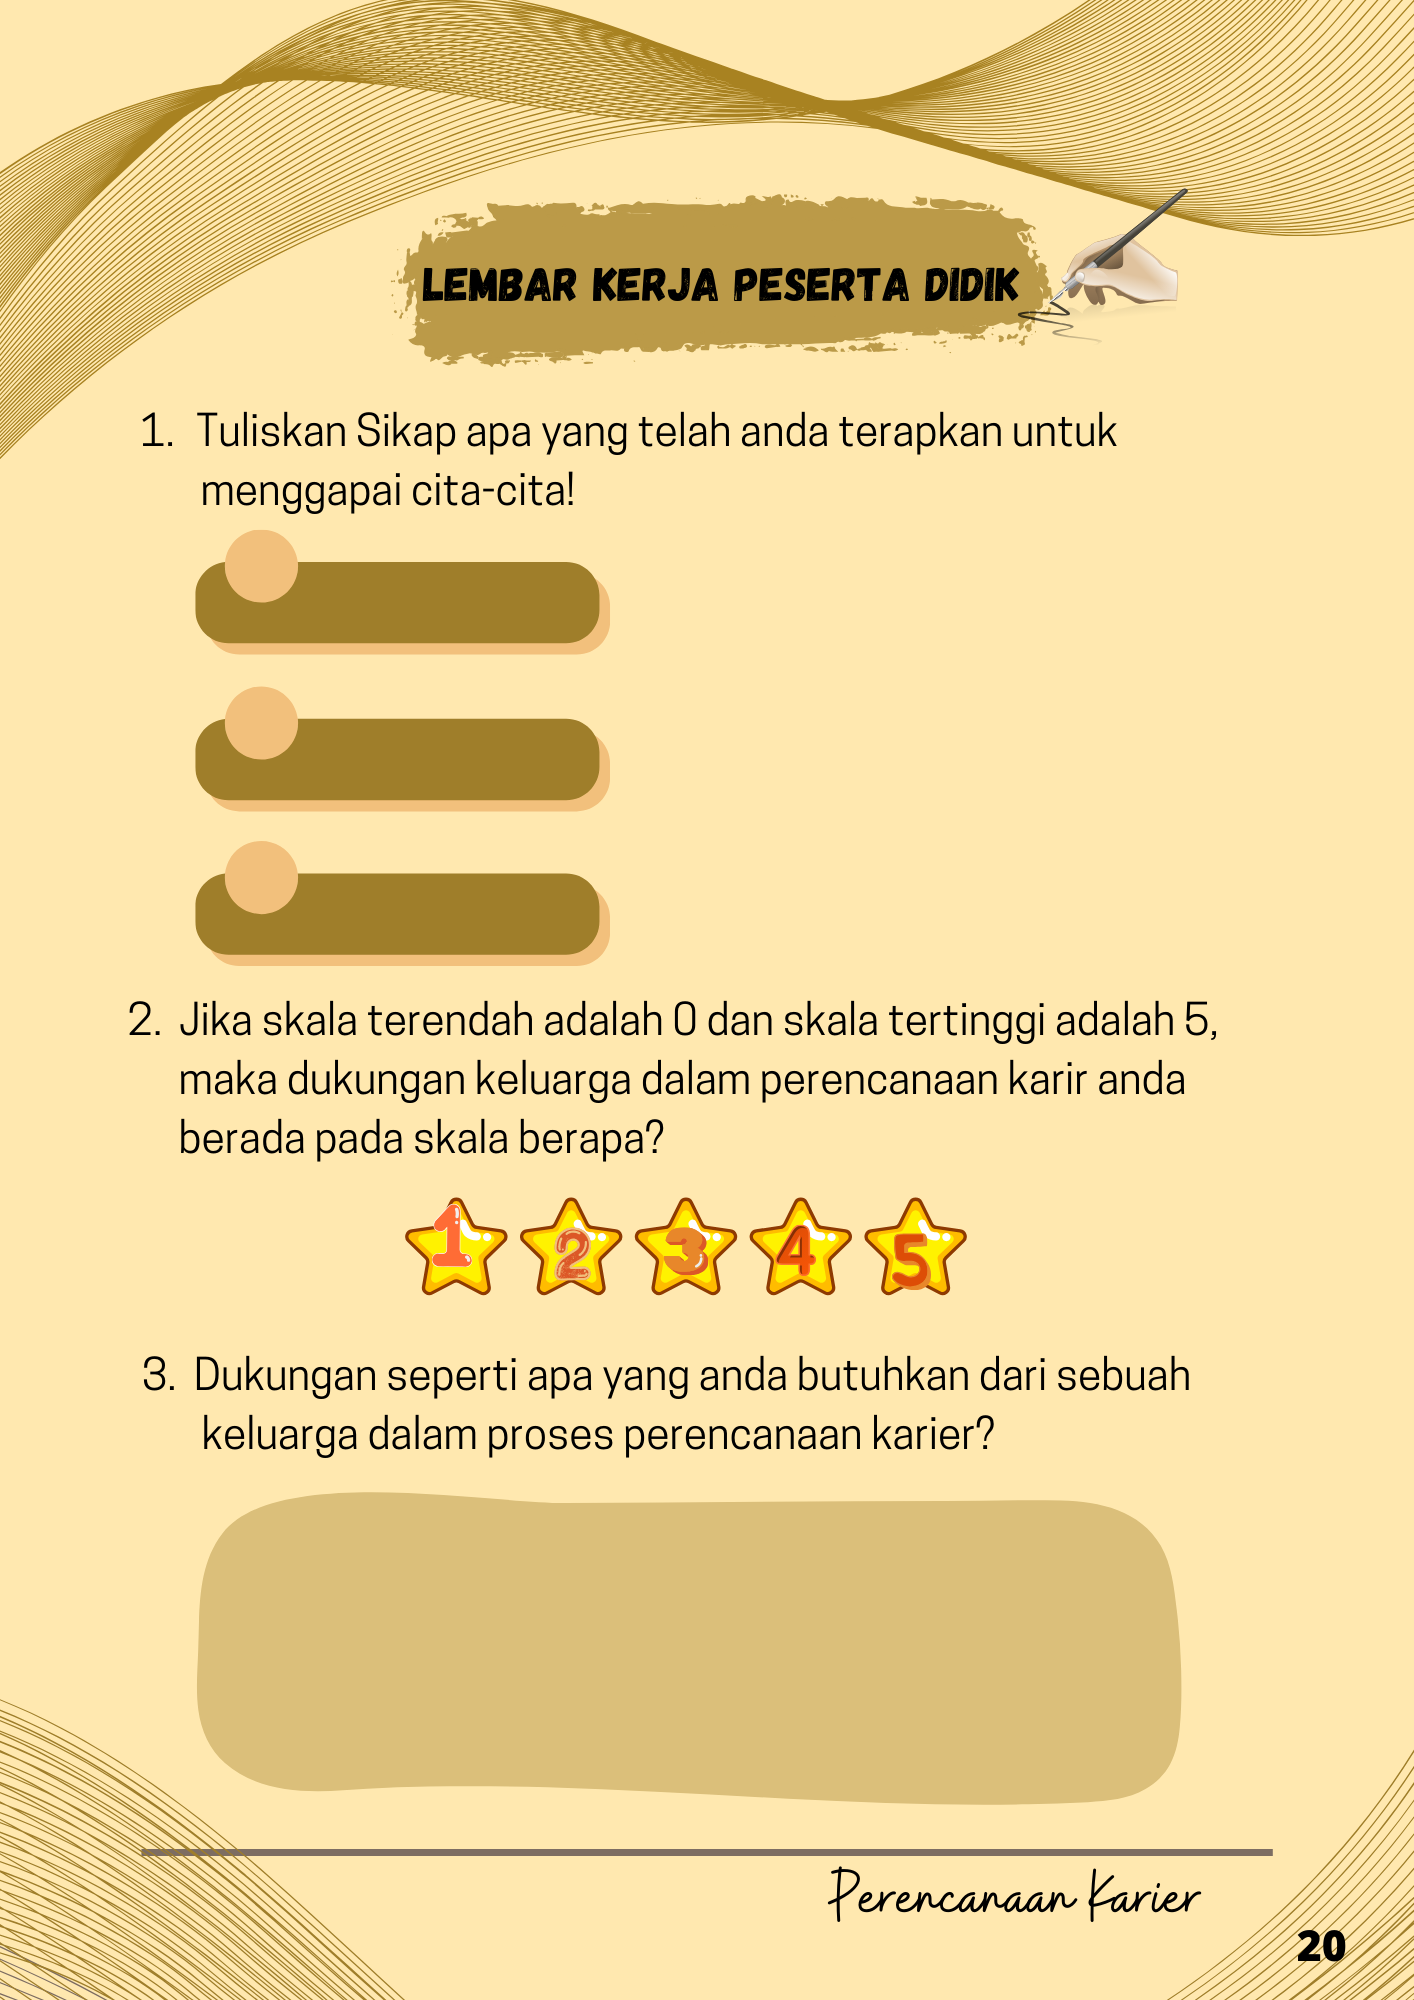 LEMBAR KERJA PESERTA DIDIK
1. Tuliskan Sikap apa yang telah anda terapkan untuk
menggapai cita-cita!
2. Jika skala terendah adalah 0 dan skala tertinggi adalah 5,
maka dukungan keluarga dalam perencanaan karir anda
berada pada skala berapa?
1 2 3 4 5
3. Dukungan seperti apa yang anda butuhkan dari sebuah
keluarga dalam proses perencanaan karier?
Perencanaan Karier
20